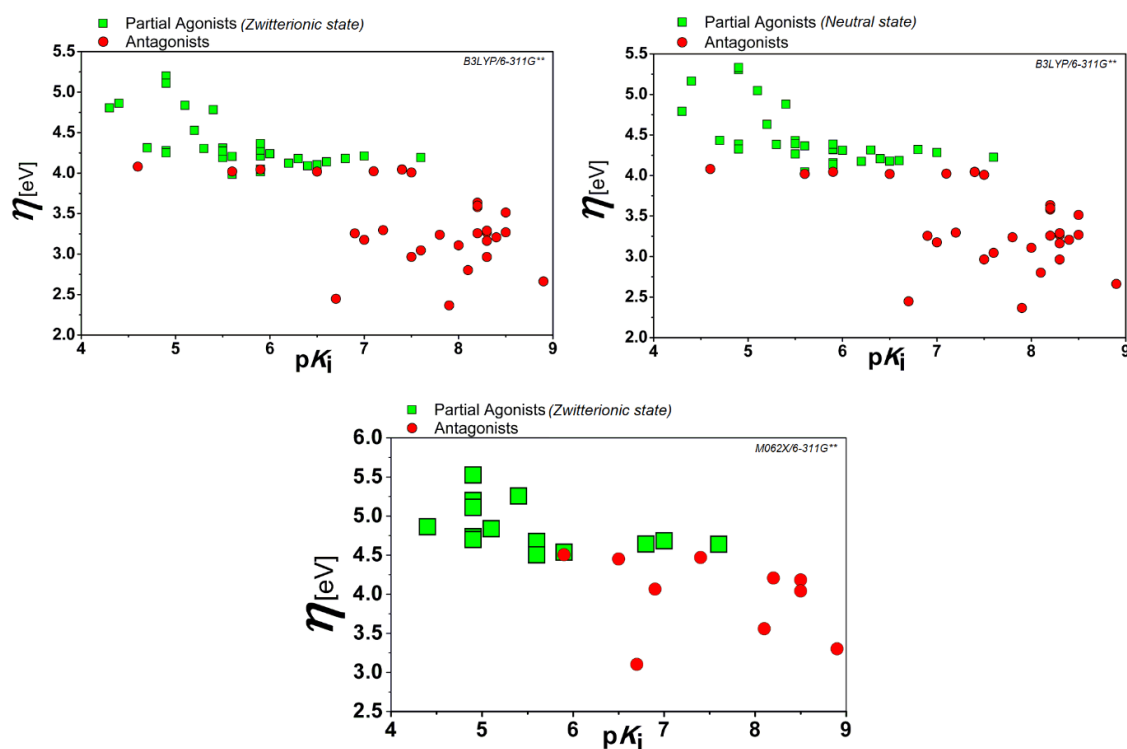 Partial Agonists (Zwitterionic state)
Antagonists
B3LYP/6-311G**
5.5
5.0
4.5
4.0
3.5
3.0
2.5
2.0
η[eV]
4 5 6 7 8 9
pKi
Partial Agonists (Neutral state)
Antagonists
B3LYP/6-311G**
5.5
5.0
4.5
4.0
3.5
3.0
2.5
2.0
η[eV]
4 5 6 7 8 9
pKi
Partial Agonists (Zwitterionic state)
Antagonists
M062X/6-311G**
6.0
5.5
5.0
4.5
4.0
3.5
3.0
2.5
η[eV]
4 5 6 7 8 9
pKi